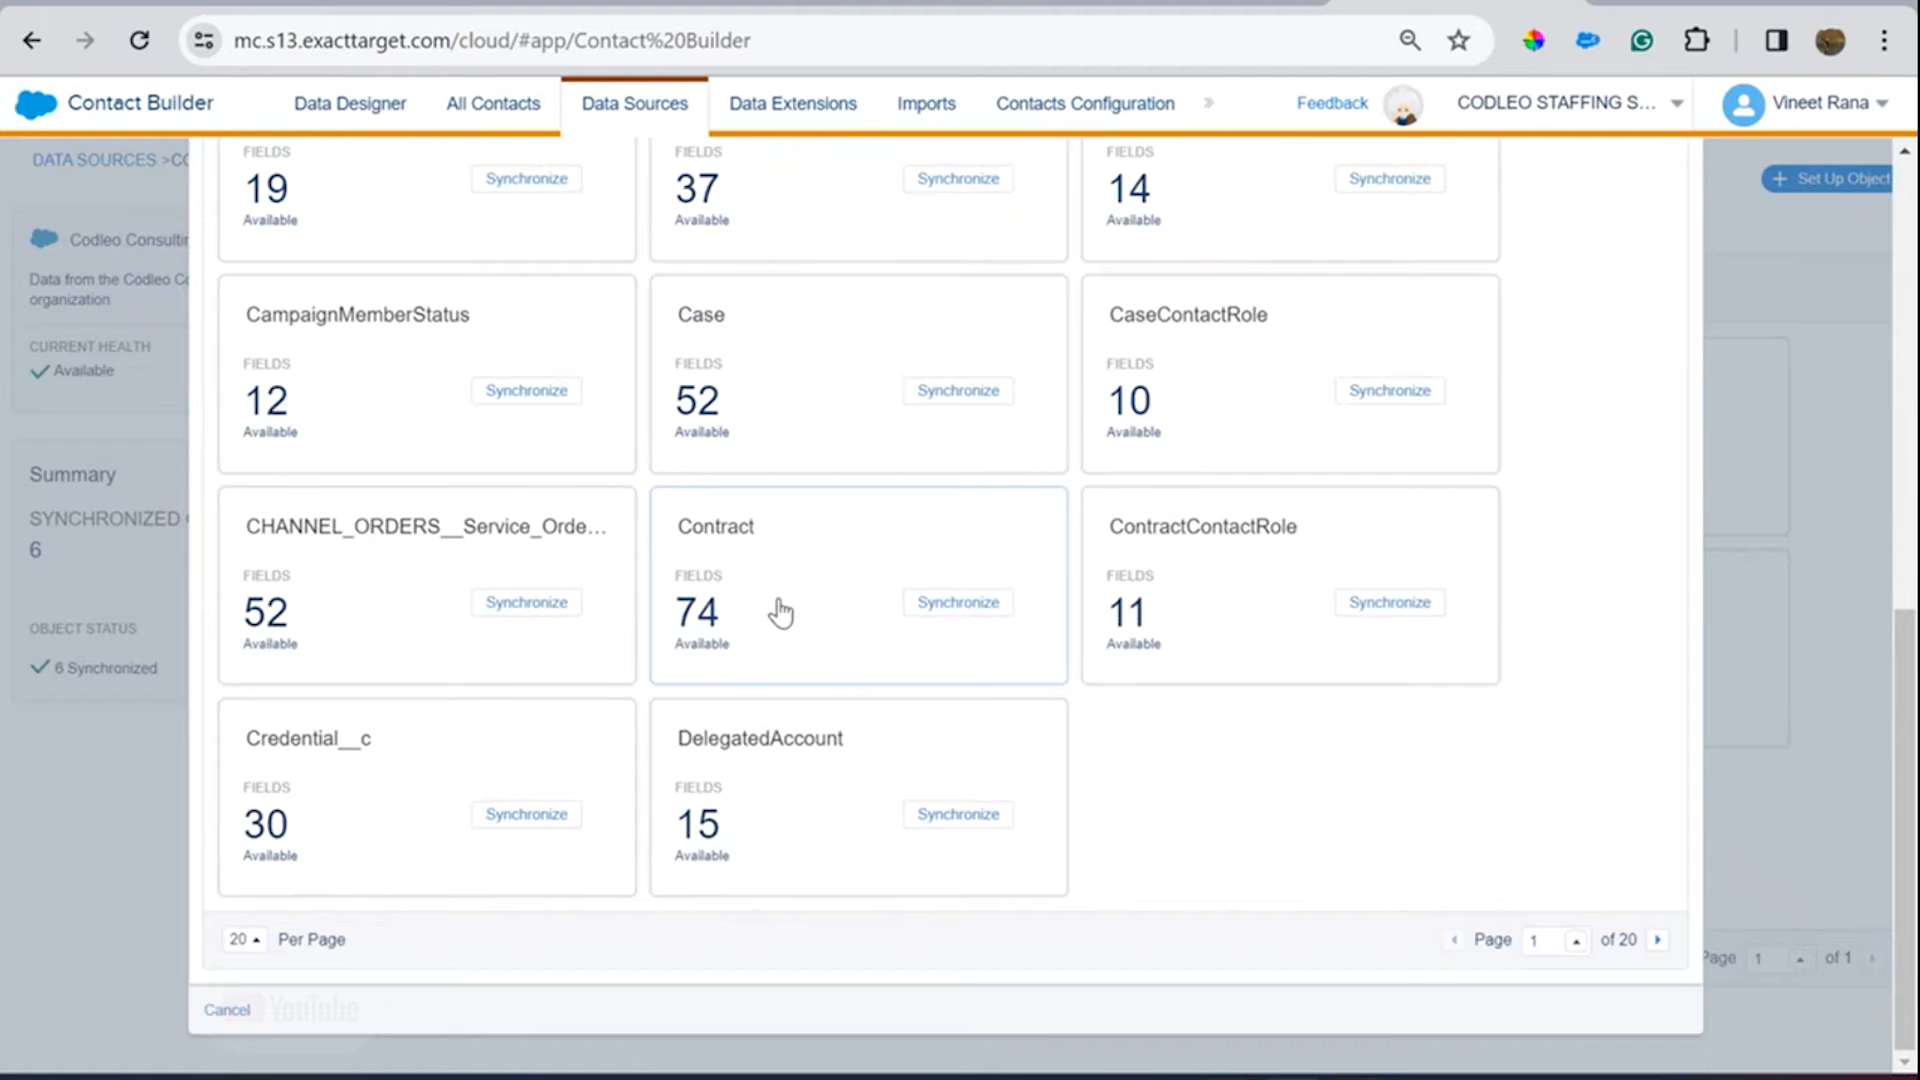 mc.s13.exacttarget.com/cloud/#app/Contact%20Builder
Contact Builder
Data Designer
All Contacts
Data Sources
Data Extensions
Imports
Contacts Configuration
Feedback
CODLEO STAFFING S...
Vineet Rana
DATA SOURCES >CO
Set Up Object
Codleo Consultin
Data from the Codleo Co
organization
CURRENT HEALTH
Available
Summary
SYNCHRONIZED
6
OBJECT STATUS
6 Synchronized
FIELDS
19
Available
Synchronize
FIELDS
37
Available
Synchronize
FIELDS
14
Available
Synchronize
CampaignMemberStatus
FIELDS
12
Available
Synchronize
Case
FIELDS
52
Available
Synchronize
CaseContactRole
FIELDS
10
Available
Synchronize
CHANNEL_ORDERS__Service_Orde...
FIELDS
52
Available
Synchronize
Contract
FIELDS
74
Available
Synchronize
ContractContactRole
FIELDS
11
Available
Synchronize
Credential__c
FIELDS
30
Available
Synchronize
DelegatedAccount
FIELDS
15
Available
Synchronize
20 Per Page
Page 1 of 20
Page 1 of 1
Cancel
YouTube